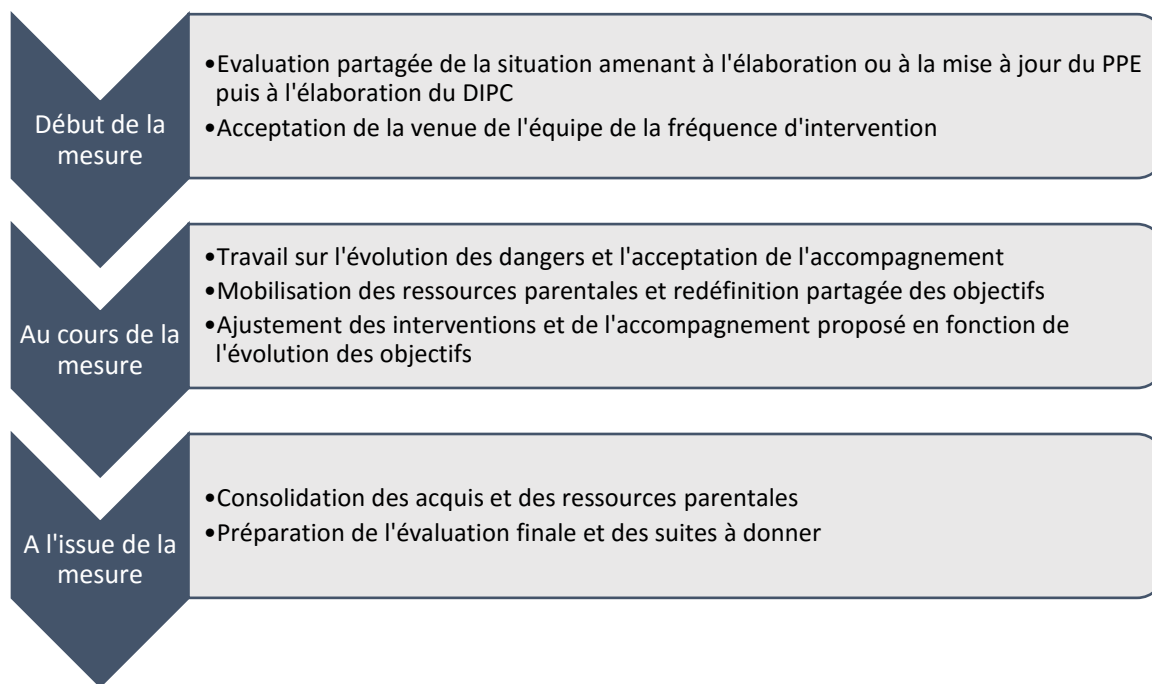 Début de la
mesure
•Evaluation partagée de la situation amenant à l'élaboration ou à la mise à jour du PPE
puis à l'élaboration du DIPC
•Acceptation de la venue de l'équipe de la fréquence d'intervention
Au cours de la
mesure
•Travail sur l'évolution des dangers et l'acceptation de l'accompagnement
•Mobilisation des ressources parentales et redéfinition partagée des objectifs
•Ajustement des interventions et de l'accompagnement proposé en fonction de
l'évolution des objectifs
A l'issue de la
mesure
•Consolidation des acquis et des ressources parentales
•Préparation de l'évaluation finale et des suites à donner